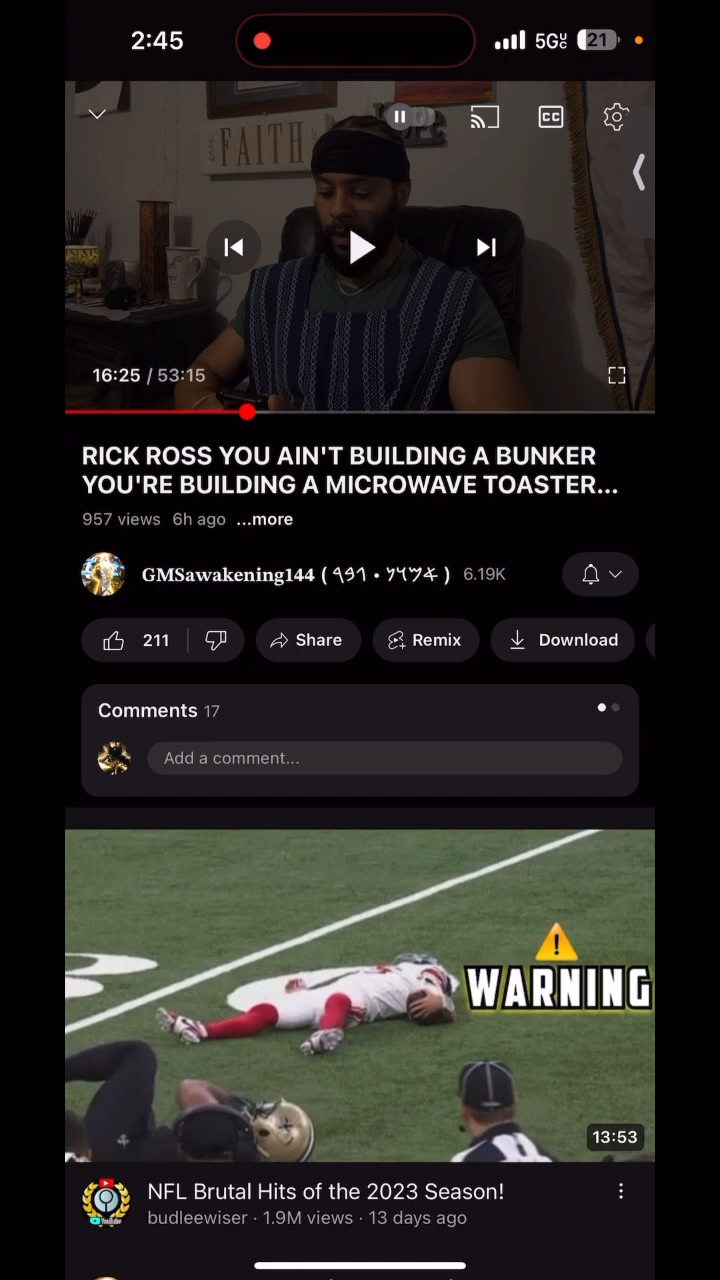 2:45
5G UC 21
FAITH
CC
16:25 / 53:15
RICK ROSS YOU AIN'T BUILDING A BUNKER
YOU'RE BUILDING A MICROWAVE TOASTER...
957 views 6h ago ...more
GMSawakening144 6.19K
211 Share Remix Download
Comments 17
Add a comment...
WARNING
13:53
NFL Brutal Hits of the 2023 Season!
budleewiser · 1.9M views · 13 days ago